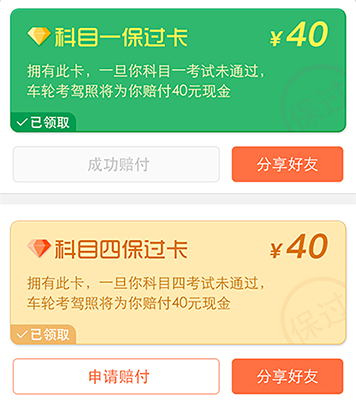 科目一保过卡
¥40
拥有此卡，一旦你科目一考试未通过，
车轮考驾照将为你赔付40元现金
保过
已领取
成功赔付
分享好友
科目四保过卡
¥40
拥有此卡，一旦你科目四考试未通过，
车轮考驾照将为你赔付40元现金
保过
已领取
申请赔付
分享好友